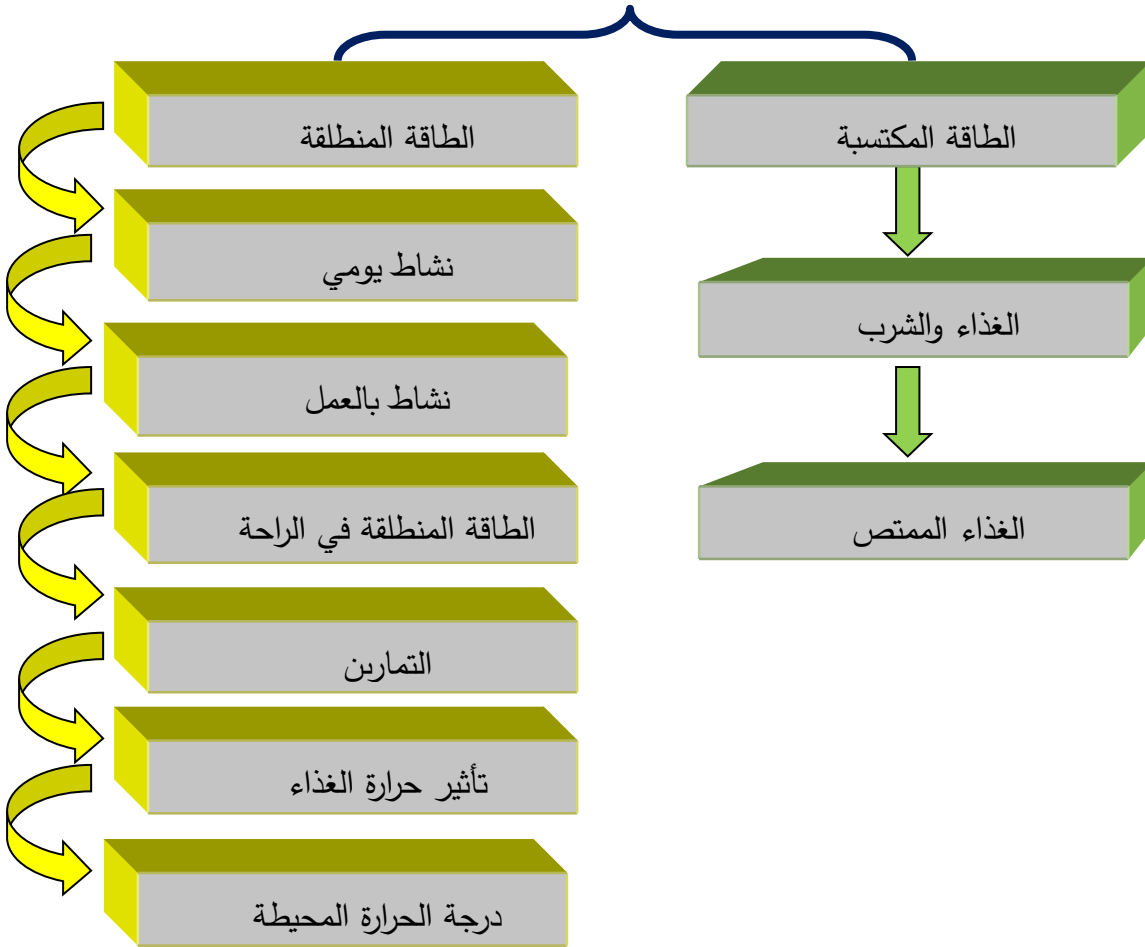 الطاقة المكتسبة
الغذاء والشرب
الغذاء الممتص
الطاقة المنطلقة
نشاط يومي
نشاط بالعمل
الطاقة المنطلقة في الراحة
التمارين
تأثير حرارة الغذاء
درجة الحرارة المحيطة